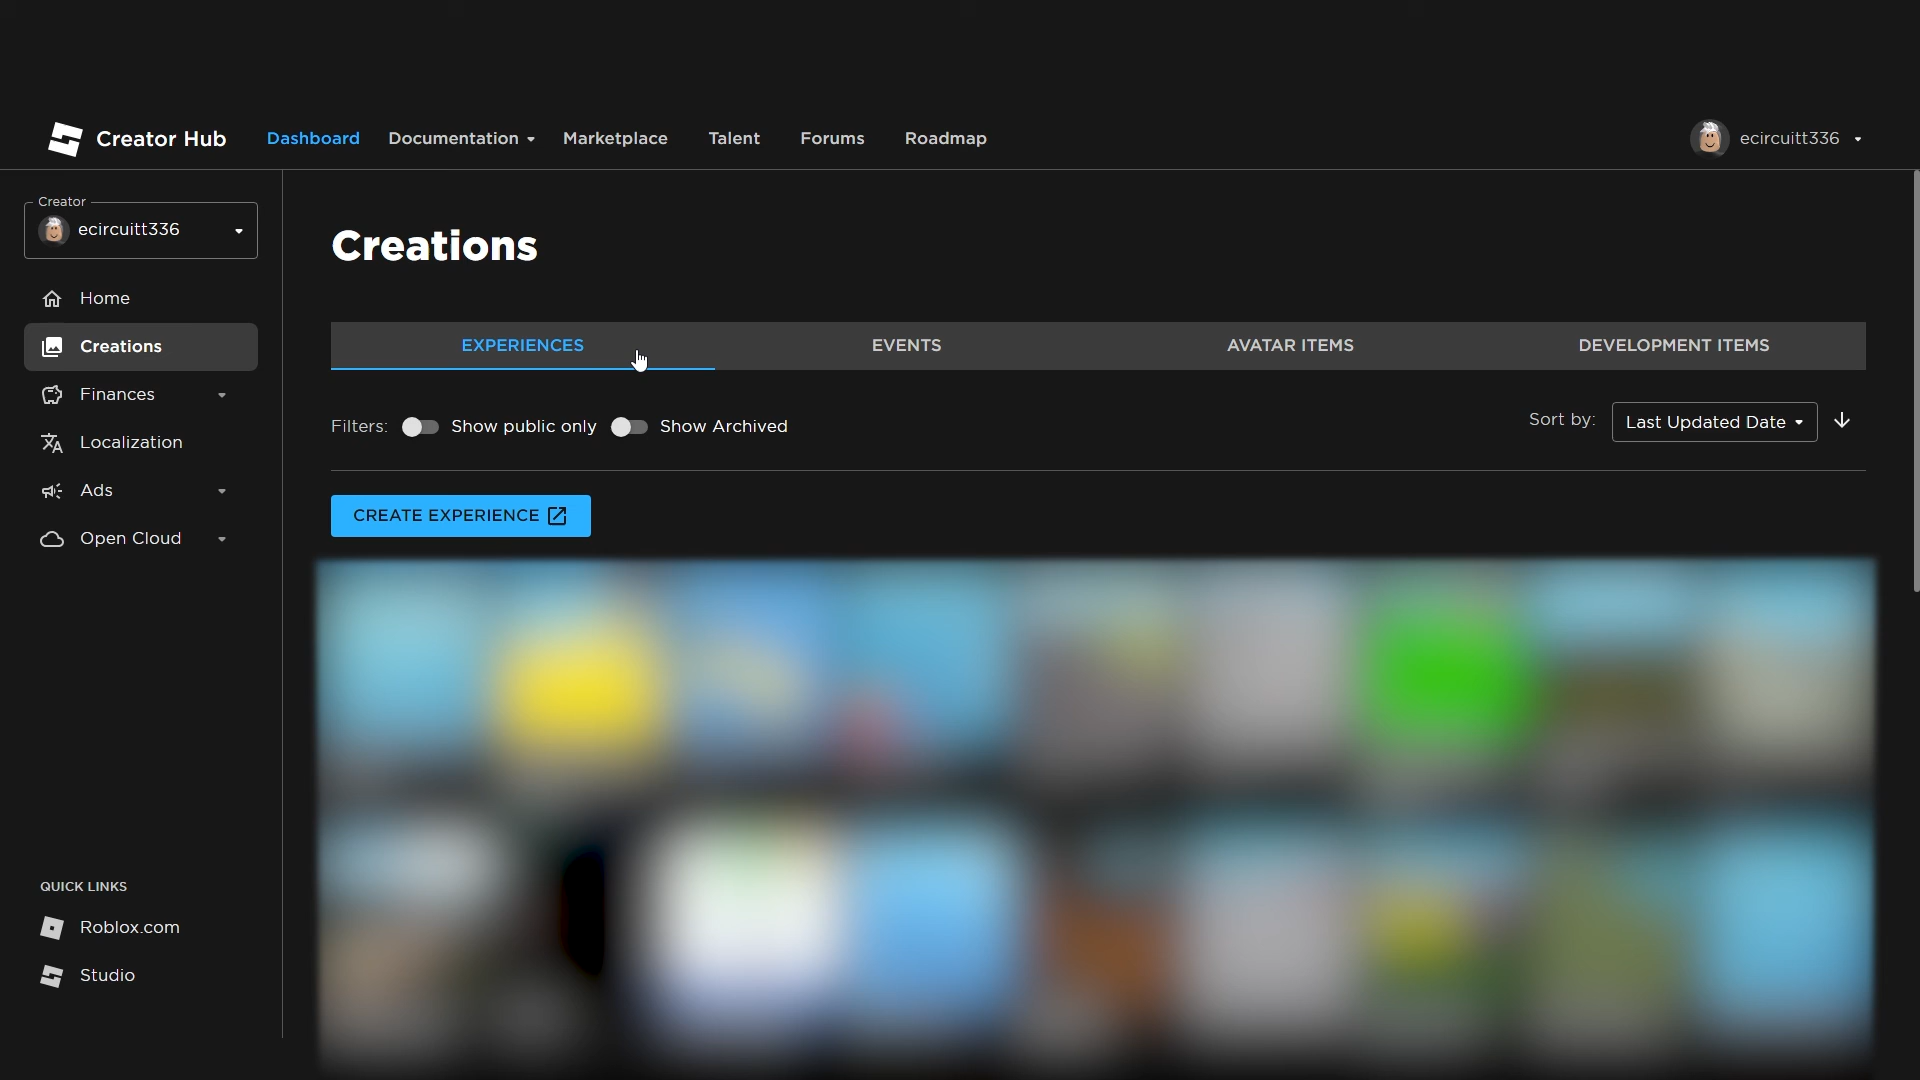 Creator Hub
Dashboard
Documentation
Marketplace
Talent
Forums
Roadmap
ecircuitt336
Creator
ecircuitt336
Home
Creations
Finances
Localization
Ads
Open Cloud
QUICK LINKS
Roblox.com
Studio
Creations
EXPERIENCES
EVENTS
AVATAR ITEMS
DEVELOPMENT ITEMS
Filters:
Show public only
Show Archived
Sort by:
Last Updated Date
CREATE EXPERIENCE